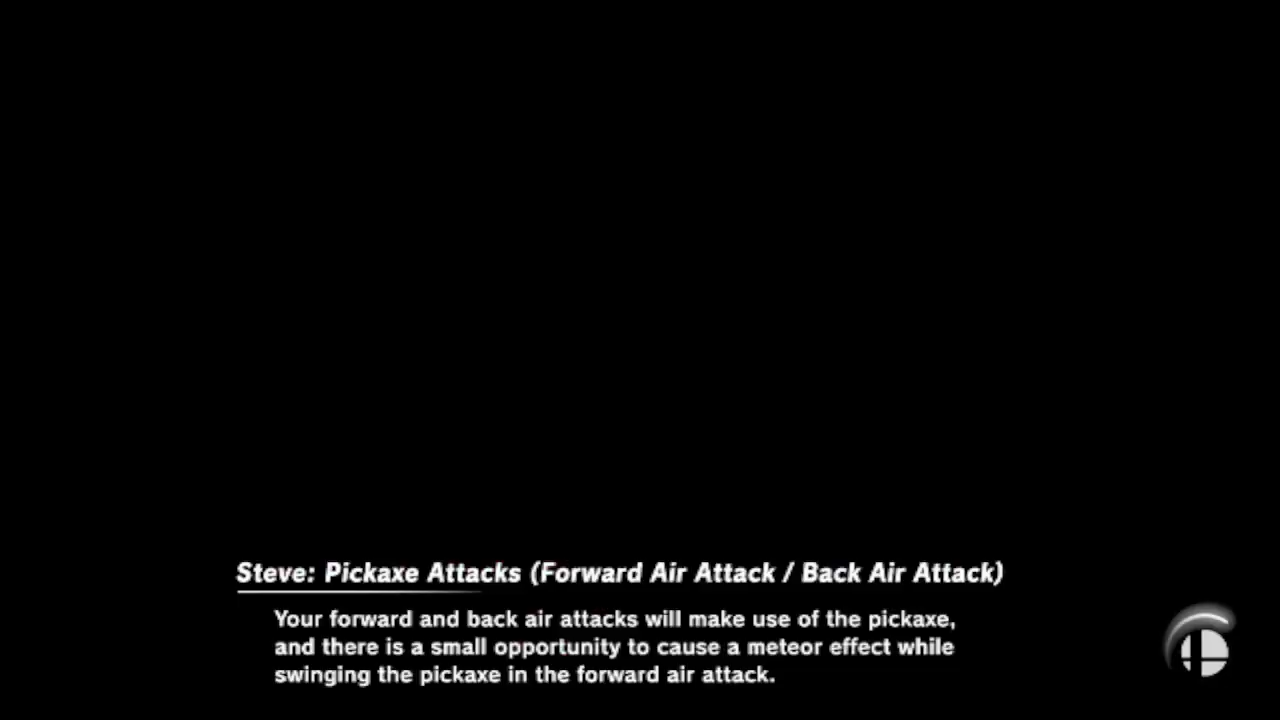 Steve: Pickaxe Attacks (Forward Air Attack / Back Air Attack)
Your forward and back air attacks will make use of the pickaxe,
and there is a small opportunity to cause a meteor effect while
swinging the pickaxe in the forward air attack.